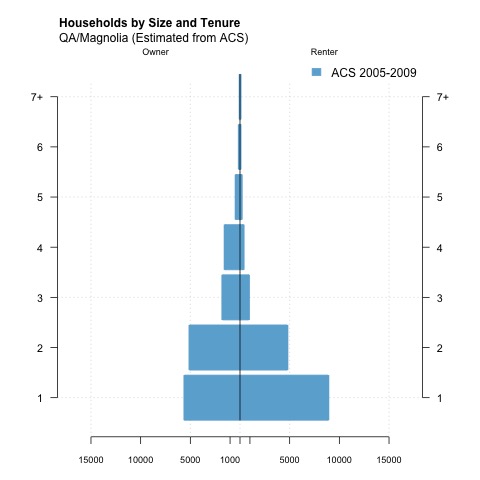 Households by Size and Tenure
QA/Magnolia (Estimated from ACS)
Owner Renter
ACS 2005-2009
7+ 7+
6 6
5 5
4 4
3 3
2 2
1 1
15000 10000 5000 1000 5000 10000 15000